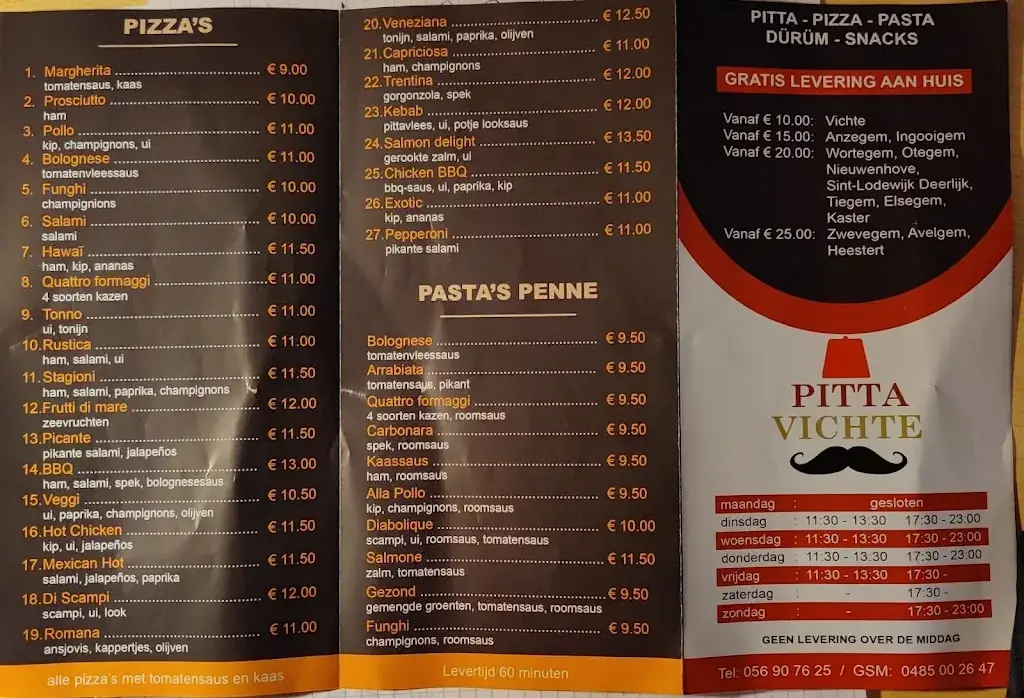 PIZZA'S
1. Margherita € 9.00
tomatensaus, kaas
2. Prosciutto € 10.00
ham
3. Pollo € 11.00
kip, champignons, ui
4. Bolognese € 11.00
tomatenvleessaus
5. Funghi € 10.00
champignions
6. Salami € 10.00
salami
7. Hawaï € 11.50
ham, kip, ananas
8. Quattro formaggi € 11.00
4 soorten kazen
9. Tonno € 11.00
ui, tonijn
10. Rustica € 11.00
ham, salami, ui
11. Stagioni € 11.50
ham, salami, paprika, champignons
12. Frutti di mare € 12.00
zeevruchten
13. Picante € 11.50
pikante salami, jalapeños
14. BBQ € 13.00
ham, salami, spek, bolognesesaus
15. Veggi € 10.50
ui, paprika, champignons, olijven
16. Hot Chicken € 11.50
kip, ui, jalapeños
17. Mexican Hot € 11.50
salami, jalapeños, paprika
18. Di Scampi € 12.00
scampi, ui, look
19. Romana € 11.00
ansjovis, kappertjes, olijven
alle pizza's met tomatensaus en kaas
20. Veneziana € 12.50
tonijn, salami, paprika, olijven
21. Capriciosa € 11.00
ham, champignons
22. Trentina € 12.00
gorgonzola, spek
23. Kebab € 12.00
pittavlees, ui, potje looksaus
24. Salmon delight € 13.50
gerookte zalm, ui
25. Chicken BBQ € 11.50
bbq-saus, ui, paprika, kip
26. Exotic € 11.00
kip, ananas
27. Pepperoni € 11.00
pikante salami
PASTA'S PENNE
Bolognese € 9.50
tomatenvleessaus
Arrabiata € 9.50
tomatensaus, pikant
Quattro formaggi € 9.50
4 soorten kazen, roomsaus
Carbonara € 9.50
spek, roomsaus
Kaassaus € 9.50
ham, roomsaus
Alla Pollo € 9.50
kip, champignons, roomsaus
Diabolique € 10.00
scampi, ui, roomsaus, tomatensaus
Salmone € 11.50
zalm, tomatensaus
Gezond € 9.50
gemengde groenten, tomatensaus, roomsaus
Funghi € 9.50
champignons, roomsaus
Levertijd 60 minuten
PITTA - PIZZA - PASTA
DÜRÜM - SNACKS
GRATIS LEVERING AAN HUIS
Vanaf € 10.00: Vichte
Vanaf € 15.00: Anzegem, Ingooigem
Vanaf € 20.00: Wortegem, Otegem,
Nieuwenhove,
Sint-Lodewijk Deerlijk,
Tiegem, Elsegem,
Kaster
Vanaf € 25.00: Zwevegem, Avelgem,
Heestert
PITTA
VICHTE
maandag : gesloten
dinsdag : 11:30 - 13:30 17:30 - 23:00
woensdag : 11:30 - 13:30 17:30 - 23:00
donderdag : 11:30 - 13:30 17:30 - 23:00
vrijdag : 11:30 - 13:30 17:30 -
zaterdag : - 17:30 -
zondag : - 17:30 - 23:00
GEEN LEVERING OVER DE MIDDAG
Tel: 056 90 76 25 / GSM: 0485 00 26 47